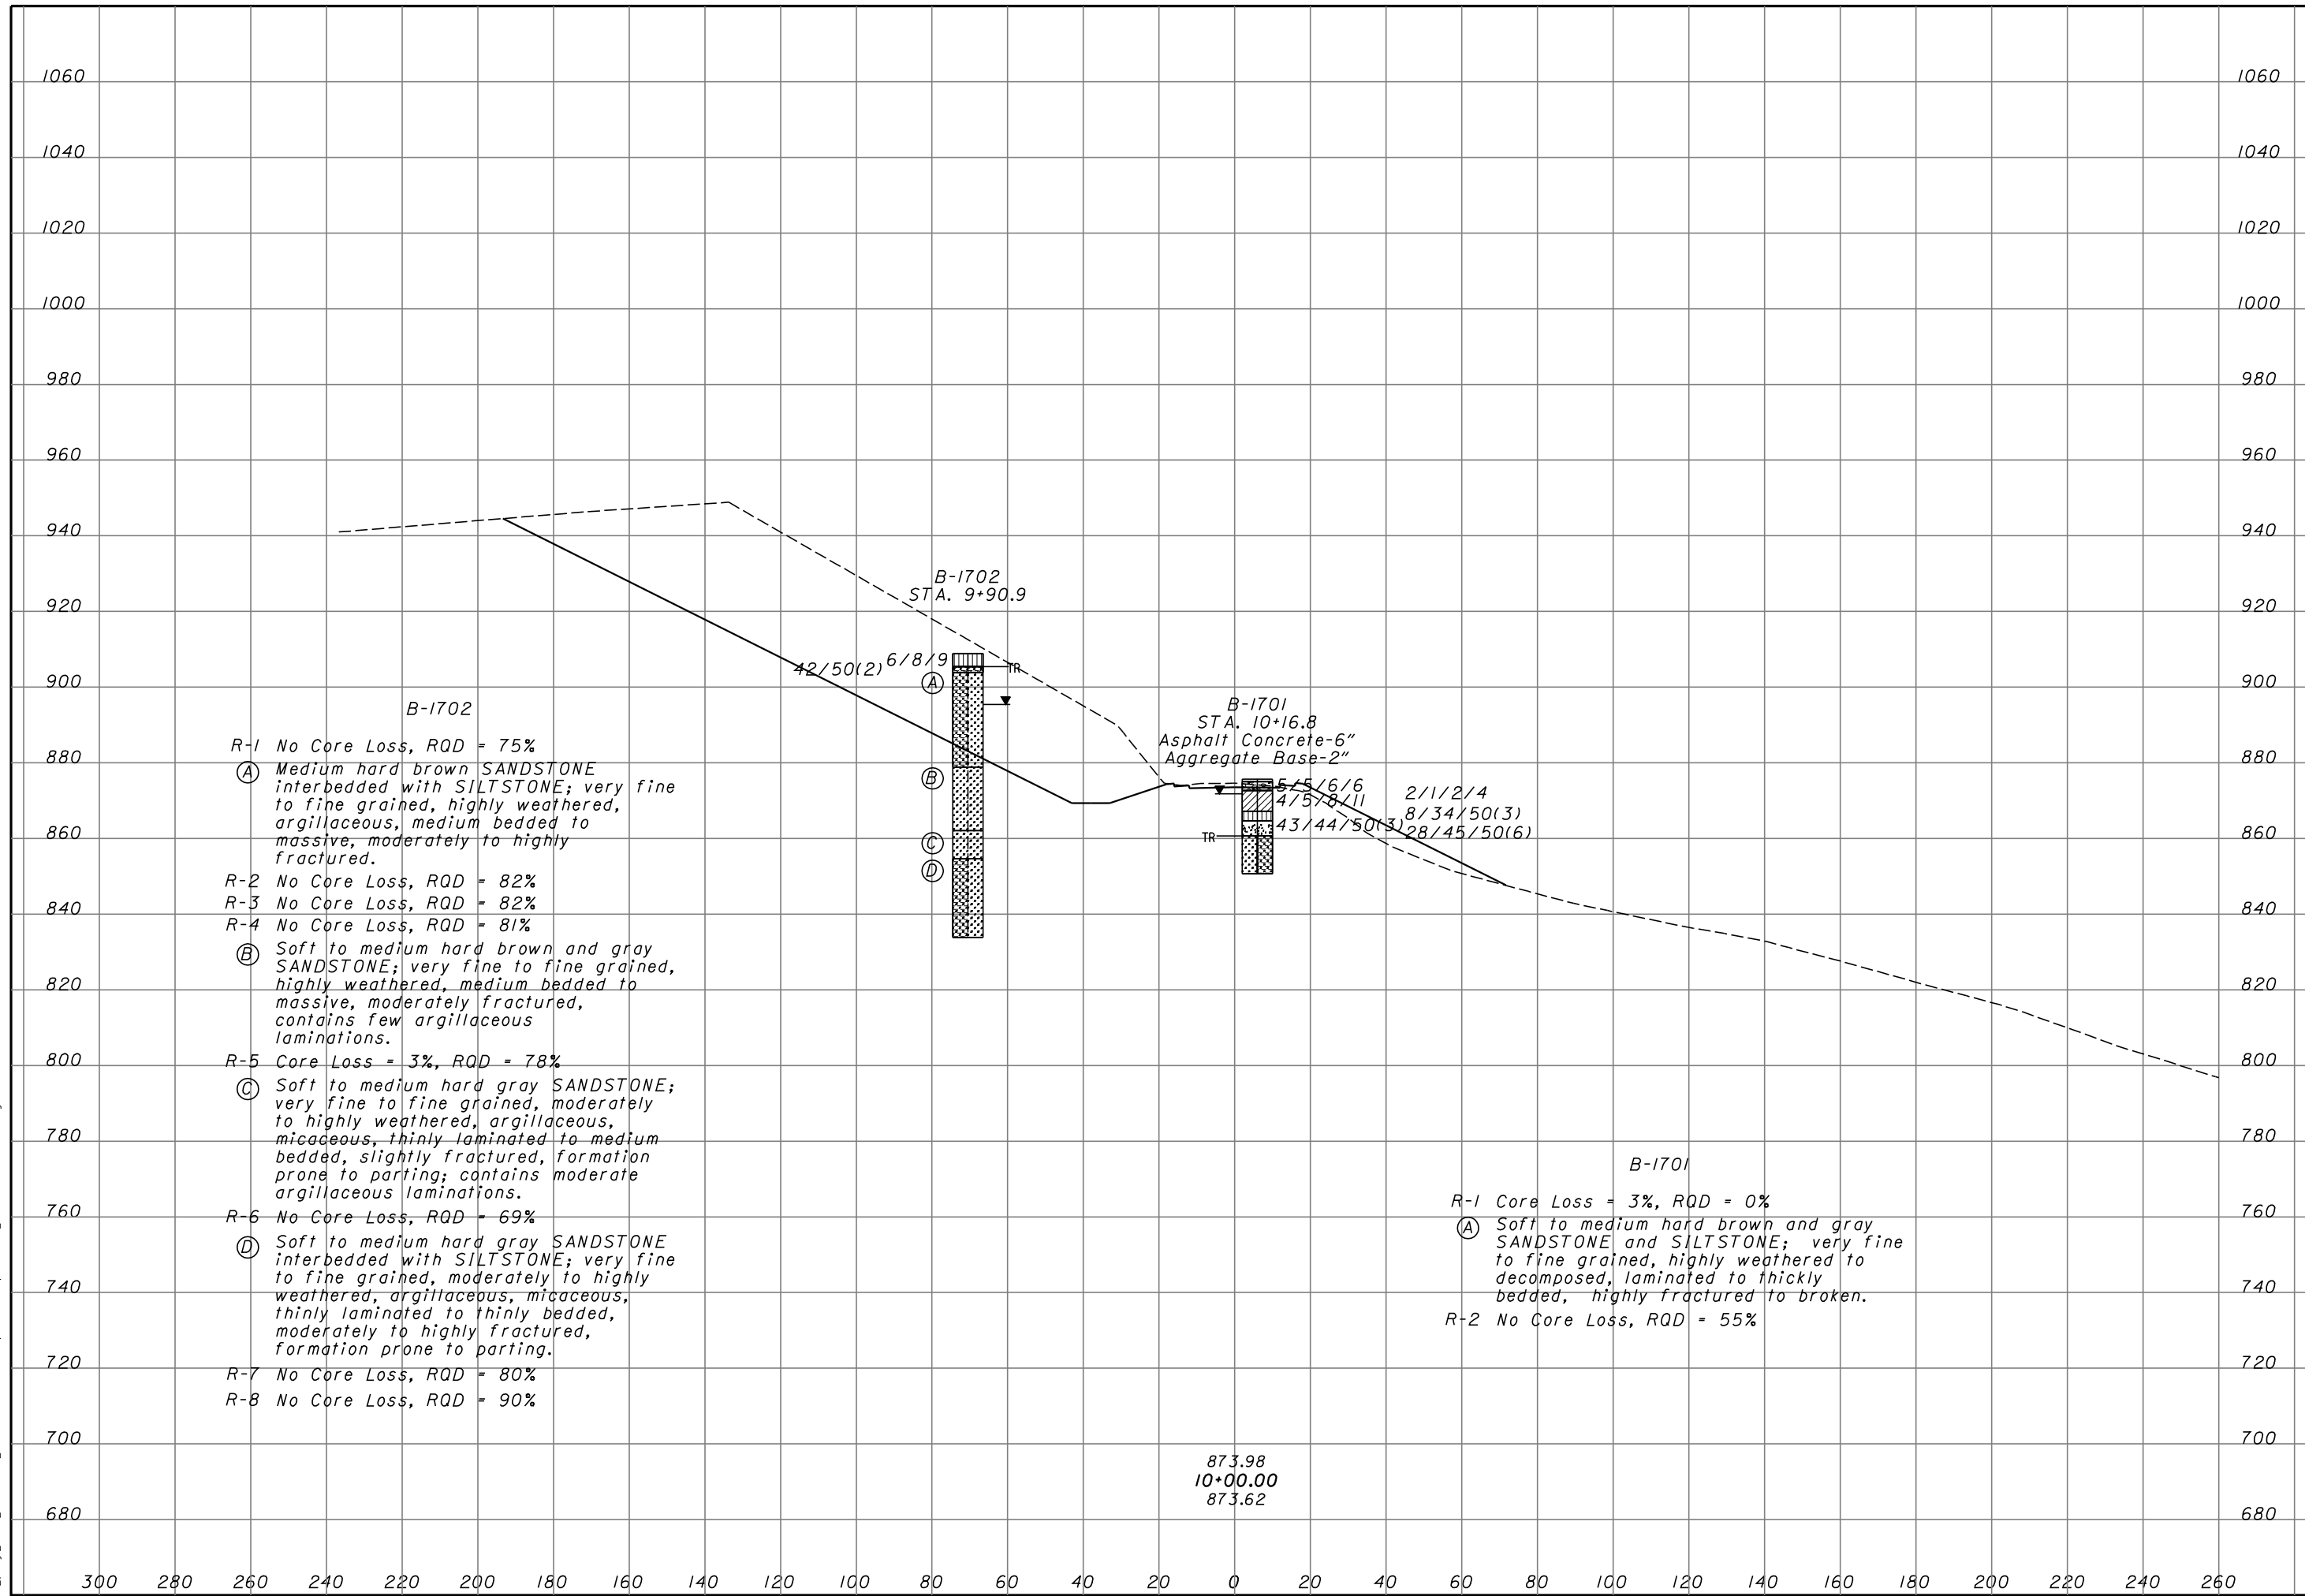 1060 1060
1040 1040
1020 1020
1000 1000
980 980
960 960
940 940
B-1702
STA. 9+90.9
920 920
6/8/9
42/50(2)
TR
A
900 900
B-1702
B-1701
STA. 10+16.8
Asphalt Concrete-6"
Aggregate Base-2"
R-1 No Core Loss, RQD = 75%
880 880
A Medium hard brown SANDSTONE
interbedded with SILTSTONE; very fine
to fine grained, highly weathered,
argillaceous, medium bedded to
massive, moderately to highly
fractured.
B
5/5/6/6
4/5/8/11
2/1/2/4
8/34/50(3)
43/44/50(3)
28/45/50(6)
TR
860 860
C
D
R-2 No Core Loss, RQD = 82%
R-3 No Core Loss, RQD = 82%
840 840
R-4 No Core Loss, RQD = 81%
B Soft to medium hard brown and gray
SANDSTONE; very fine to fine grained,
highly weathered, medium bedded to
massive, moderately fractured,
contains few argillaceous
laminations.
820 820
R-5 Core Loss = 3%, RQD = 78%
800 800
C Soft to medium hard gray SANDSTONE;
very fine to fine grained, moderately
to highly weathered, argillaceous,
micaceous, thinly laminated to medium
bedded, slightly fractured, formation
prone to parting; contains moderate
argillaceous laminations.
780 780
R-6 No Core Loss, RQD = 69%
760 760
D Soft to medium hard gray SANDSTONE
interbedded with SILTSTONE; very fine
to fine grained, moderately to highly
weathered, argillaceous, micaceous,
thinly laminated to thinly bedded,
moderately to highly fractured,
formation prone to parting.
740 740
R-7 No Core Loss, RQD = 80%
720 720
R-8 No Core Loss, RQD = 90%
B-1701
R-1 Core Loss = 3%, RQD = 0%
A Soft to medium hard brown and gray
SANDSTONE and SILTSTONE; very fine
to fine grained, highly weathered to
decomposed, laminated to thickly
bedded, highly fractured to broken.
R-2 No Core Loss, RQD = 55%
700 700
873.98
10+00.00
873.62
680 680
300 280 260 240 220 200 180 160 140 120 100 80 60 40 20 0 20 40 60 80 100 120 140 160 180 200 220 240 260